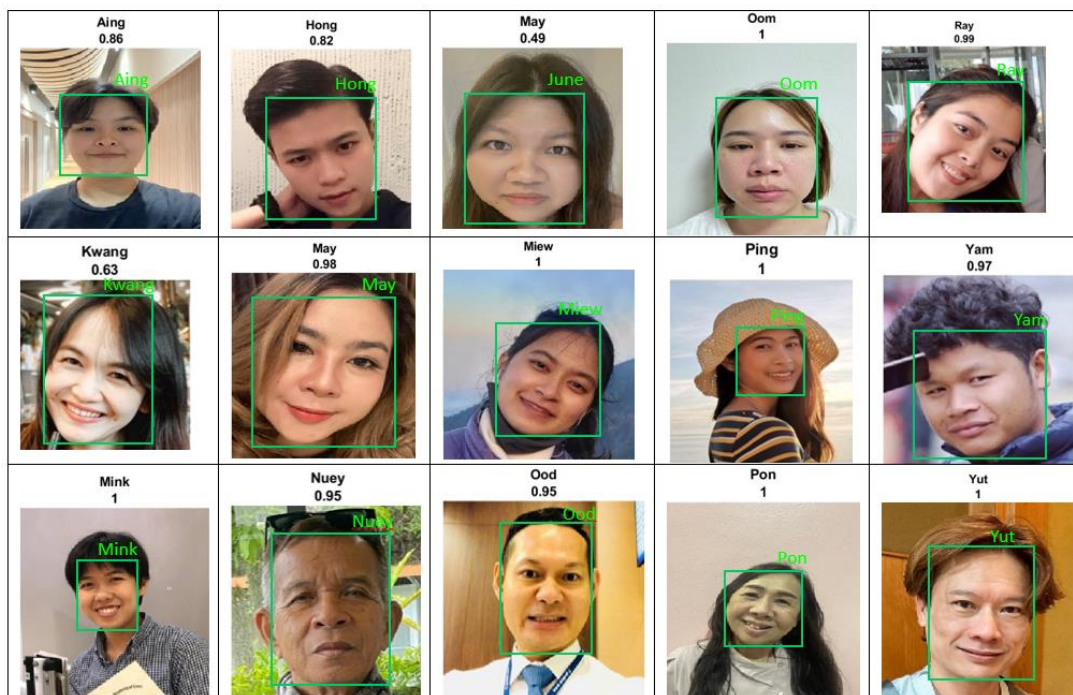 Aing
0.86
Aing
Hong
0.82
Hong
May
0.49
June
Oom
1
Oom
Ray
0.99
Ray
Kwang
0.63
Kwang
May
0.98
May
Miew
1
Miew
Ping
1
Ping
Yam
0.97
Yam
Mink
1
Mink
Nuey
0.95
Nuey
Ood
0.95
Ood
Pon
1
Pon
Yut
1
Yut